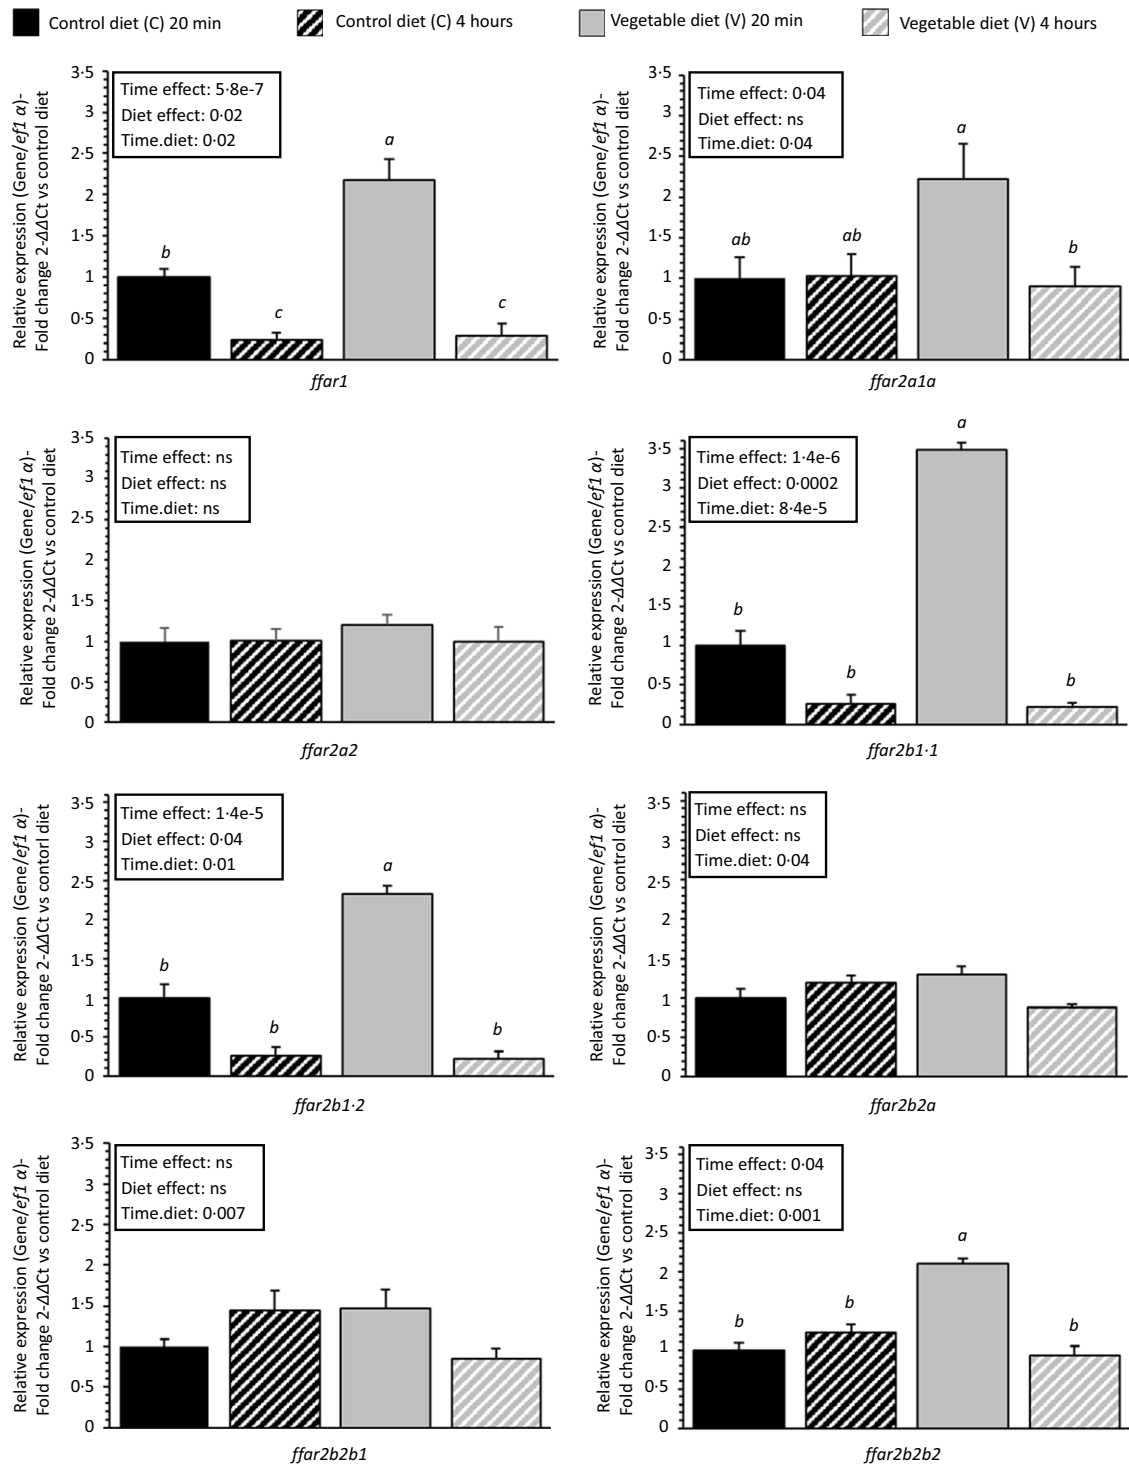 Control diet (C) 20 min
Control diet (C) 4 hours
Vegetable diet (V) 20 min
Vegetable diet (V) 4 hours
Relative expression (Gene/ef1 α)-
Fold change 2-ΔΔCt vs control diet
3·5
3
2·5
2
1·5
1
0·5
0
Time effect: 5·8e-7
Diet effect: 0·02
Time.diet: 0·02
b
c
a
c
ffar1
Relative expression (Gene/ef1 α)-
Fold change 2-ΔΔCt vs control diet
3·5
3
2·5
2
1·5
1
0·5
0
Time effect: 0·04
Diet effect: ns
Time.diet: 0·04
ab
ab
a
b
ffar2a1a
Relative expression (Gene/ef1 α)-
Fold change 2-ΔΔCt vs control diet
3·5
3
2·5
2
1·5
1
0·5
0
Time effect: ns
Diet effect: ns
Time.diet: ns
ffar2a2
Relative expression (Gene/ef1 α)-
Fold change 2-ΔΔCt vs control diet
3·5
3
2·5
2
1·5
1
0·5
0
Time effect: 1·4e-6
Diet effect: 0·0002
Time.diet: 8·4e-5
b
b
a
b
ffar2b1·1
Relative expression (Gene/ef1 α)-
Fold change 2-ΔΔCt vs contorl diet
3·5
3
2·5
2
1·5
1
0·5
0
Time effect: 1·4e-5
Diet effect: 0·04
Time.diet: 0·01
b
b
a
b
ffar2b1·2
Relative expression (Gene/ef1 α)-
Fold change 2-ΔΔCt vs control diet
3·5
3
2·5
2
1·5
1
0·5
0
Time effect: ns
Diet effect: ns
Time.diet: 0·04
ffar2b2a
Relative expression (Gene/ef1 α)-
Fold change 2-ΔΔCt vs control diet
3·5
3
2·5
2
1·5
1
0·5
0
Time effect: ns
Diet effect: ns
Time.diet: 0·007
ffar2b2b1
Relative expression (Gene/ef1 α)-
Fold change 2-ΔΔCt vs control diet
3·5
3
2·5
2
1·5
1
0·5
0
Time effect: 0·04
Diet effect: ns
Time.diet: 0·001
b
b
a
b
ffar2b2b2